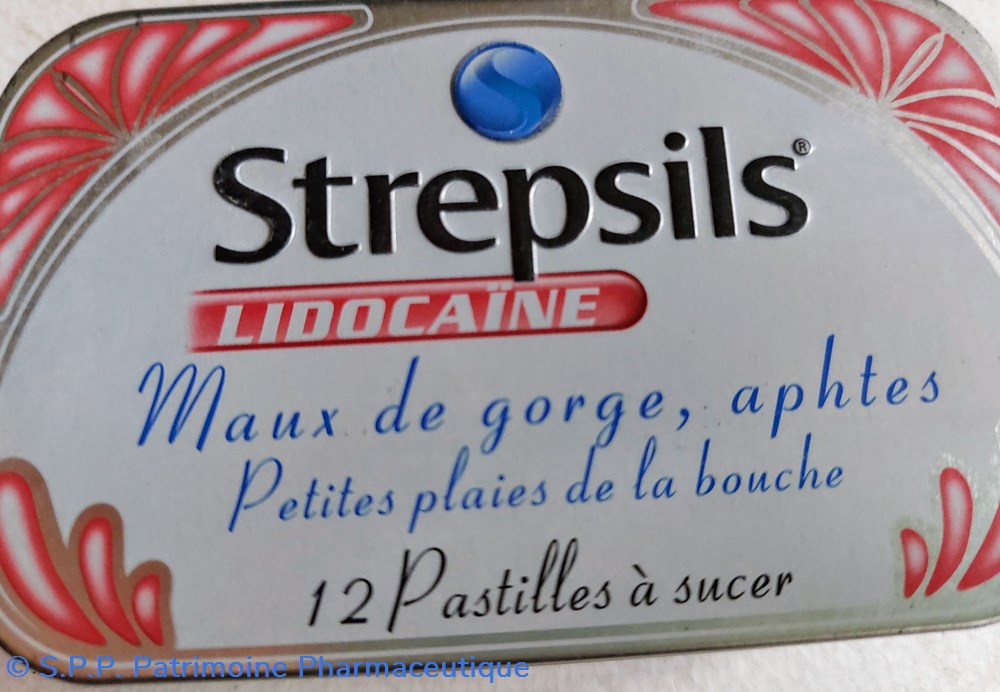 Strepsils®
LIDOCAÏNE
Maux de gorge, aphtes
Petites plaies de la bouche
12 Pastilles à sucer
© S.P.P. Patrimoine Pharmaceutique